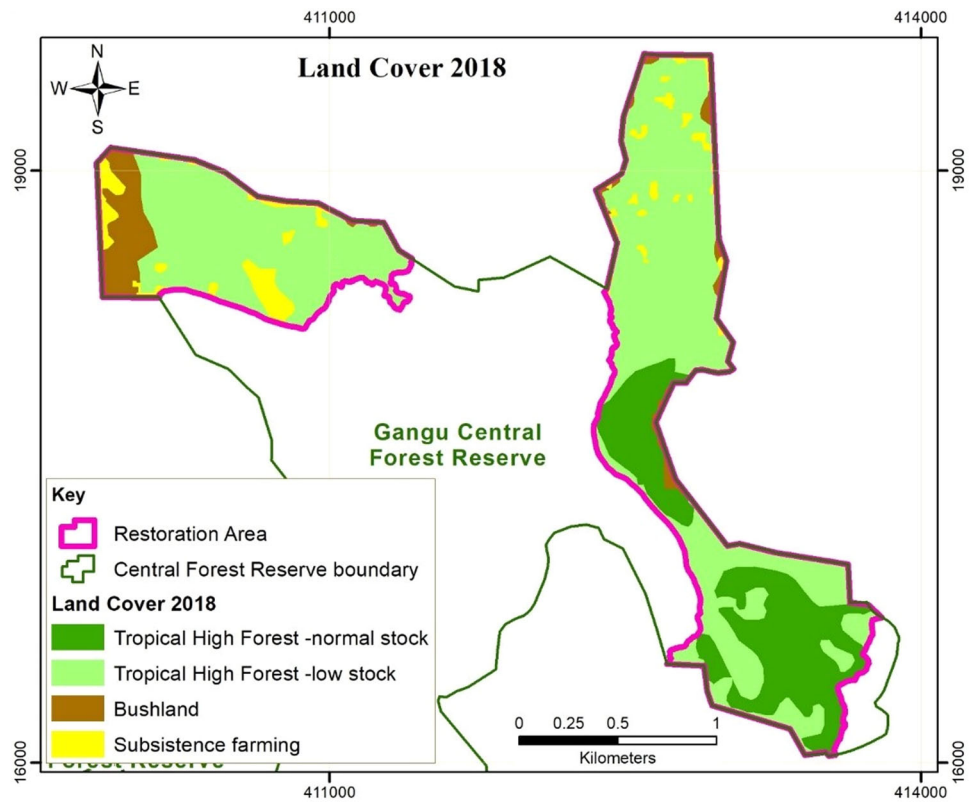 411000
414000
Land Cover 2018
N
W
E
S
19000
19000
Gangu Central
Forest Reserve
Key
Restoration Area
Central Forest Reserve boundary
Land Cover 2018
Tropical High Forest -normal stock
Tropical High Forest -low stock
Bushland
Subsistence farming
Forest Reserve
0 0.25 0.5 1
Kilometers
16000
16000
411000
414000